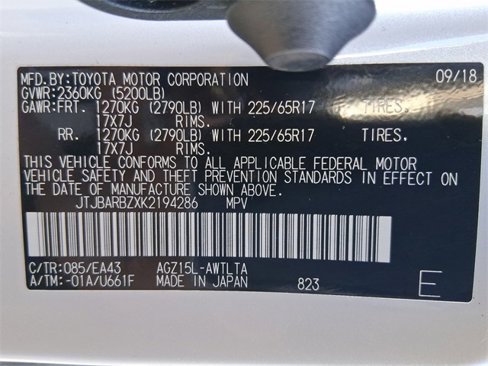 MFD.BY:TOYOTA MOTOR CORPORATION 09/18
GVWR:2360KG (5200LB)
GAWR:FRT. 1270KG (2790LB) WITH 225/65R17 TIRES,
17X7J RIMS.
RR. 1270KG (2790LB) WITH 225/65R17 TIRES.
17X7J RIMS.
THIS VEHICLE CONFORMS TO ALL APPLICABLE FEDERAL MOTOR
VEHICLE SAFETY AND THEFT PREVENTION STANDARDS IN EFFECT ON
THE DATE OF MANUFACTURE SHOWN ABOVE.
JTJBARBZXK2194286 MPV
C/TR:085/EA43 AGZ15L-AWTLTA
A/TM:-01A/U661F MADE IN JAPAN 823 E